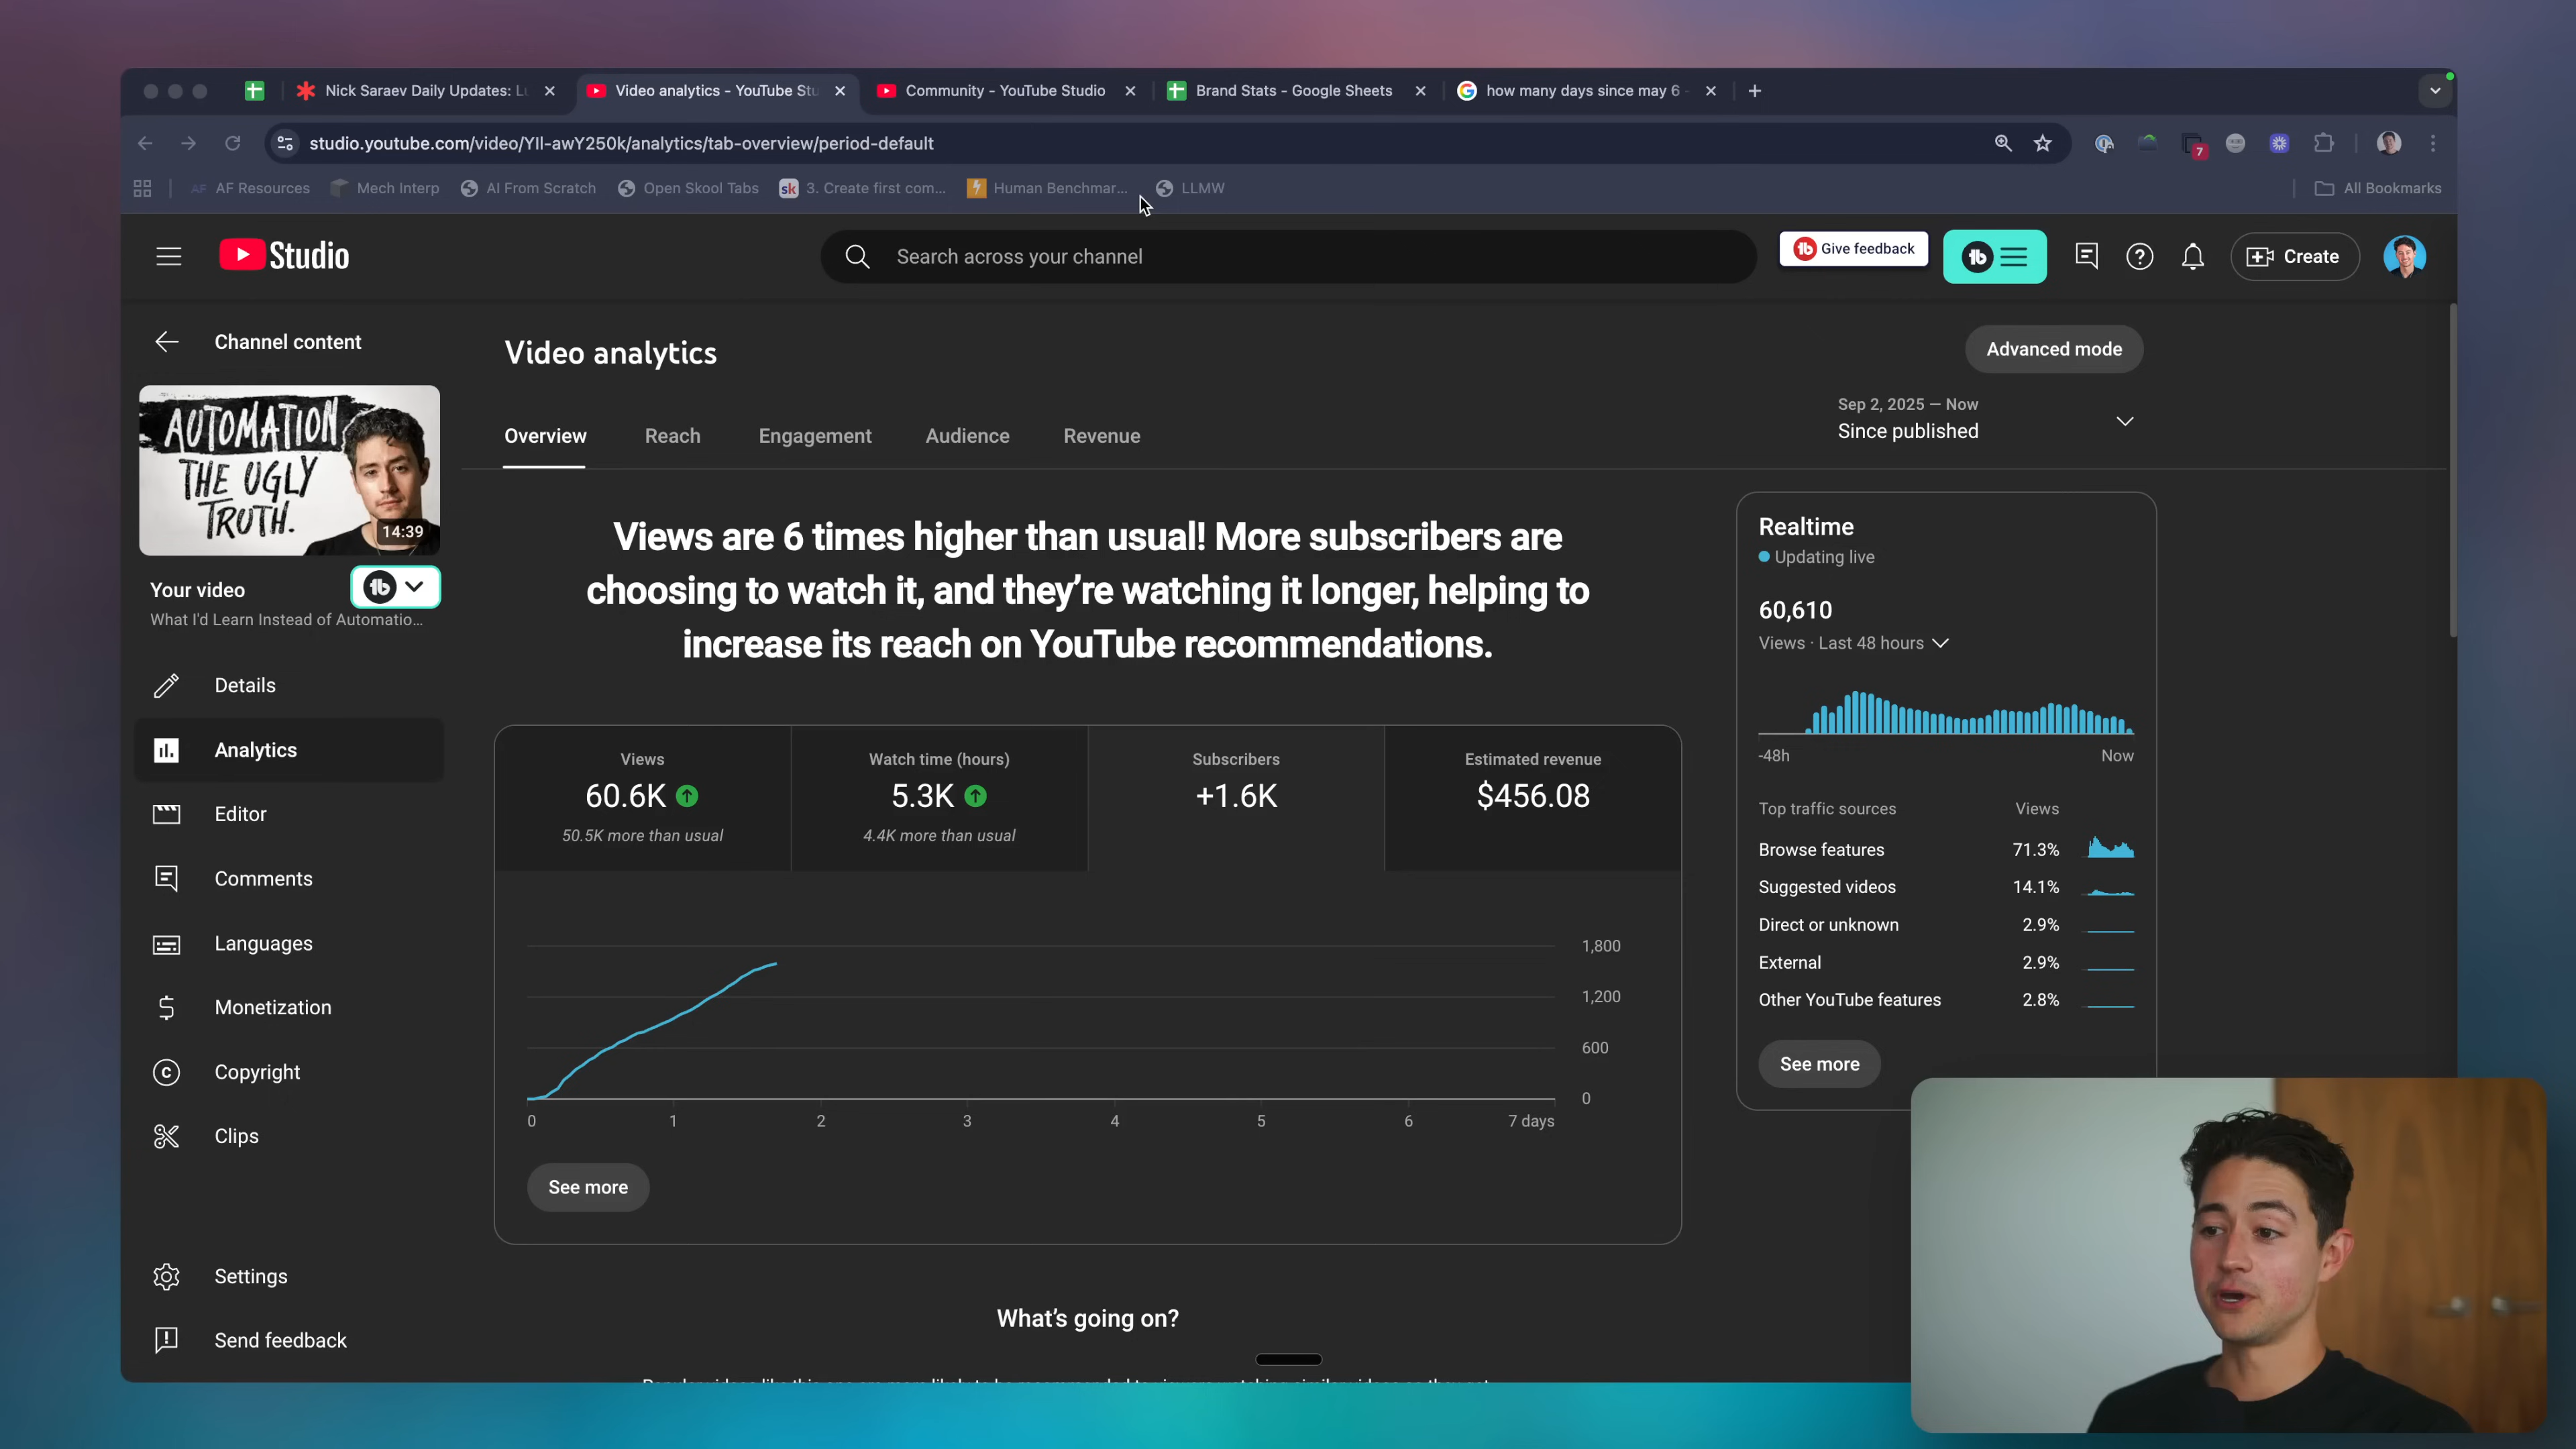 Nick Saraev Daily Updates: L
Video analytics - YouTube Stu
Community - YouTube Studio
Brand Stats - Google Sheets
how many days since may 6 -
studio.youtube.com/video/YIl-awY250k/analytics/tab-overview/period-default
7
AF Resources
Mech Interp
AI From Scratch
Open Skool Tabs
sk
3. Create first com...
Human Benchmar...
LLMW
All Bookmarks
Studio
Search across your channel
Give feedback
Create
Channel content
AUTOMATION
THE UGLY
TRUTH.
14:39
Your video
What I'd Learn Instead of Automatio...
Details
Analytics
Editor
Comments
Languages
Monetization
Copyright
Clips
Settings
Send feedback
Video analytics
Advanced mode
Overview
Reach
Engagement
Audience
Revenue
Sep 2, 2025 – Now
Since published
Views are 6 times higher than usual! More subscribers are
choosing to watch it, and they're watching it longer, helping to
increase its reach on YouTube recommendations.
Views
60.6K
50.5K more than usual
Watch time (hours)
5.3K
4.4K more than usual
Subscribers
+1.6K
Estimated revenue
$456.08
1,800
1,200
600
0
0 1 2 3 4 5 6 7 days
See more
What's going on?
Realtime
Updating live
60,610
Views · Last 48 hours
-48h
Now
Top traffic sources Views
Browse features 71.3%
Suggested videos 14.1%
Direct or unknown 2.9%
External 2.9%
Other YouTube features 2.8%
See more